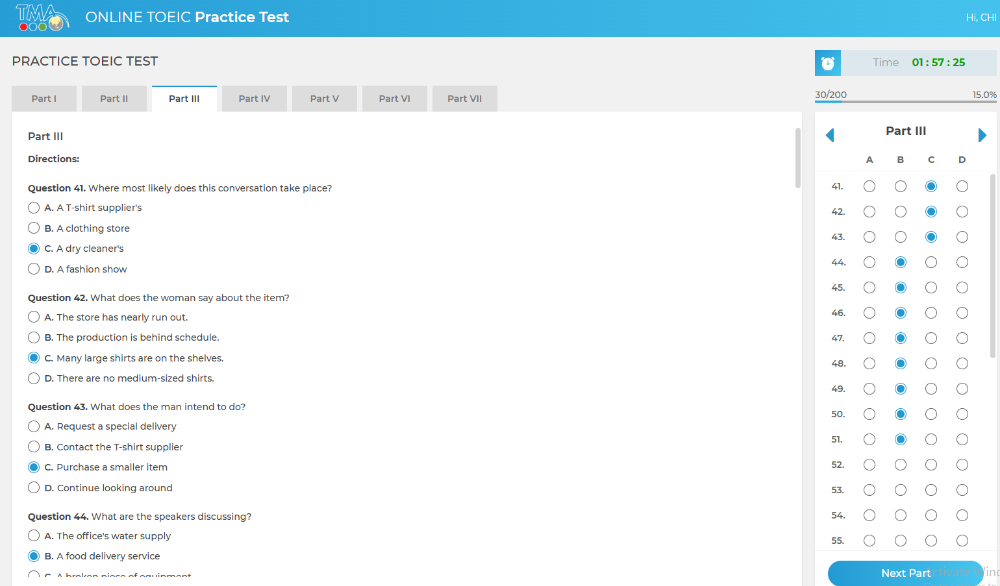 TMA
ONLINE TOEIC Practice Test
Hi, CHI
PRACTICE TOEIC TEST
Time 01 : 57 : 25
30/200 15.0%
Part I Part II Part III Part IV Part V Part VI Part VII
Part III
Directions:
Question 41. Where most likely does this conversation take place?
A. A T-shirt supplier's
B. A clothing store
C. A dry cleaner's
D. A fashion show
Question 42. What does the woman say about the item?
A. The store has nearly run out.
B. The production is behind schedule.
C. Many large shirts are on the shelves.
D. There are no medium-sized shirts.
Question 43. What does the man intend to do?
A. Request a special delivery
B. Contact the T-shirt supplier
C. Purchase a smaller item
D. Continue looking around
Question 44. What are the speakers discussing?
A. The office's water supply
B. A food delivery service
C. A broken piece of equipment
Part III
A B C D
41.
42.
43.
44.
45.
46.
47.
48.
49.
50.
51.
52.
53.
54.
55.
Next Part
Activate Wind